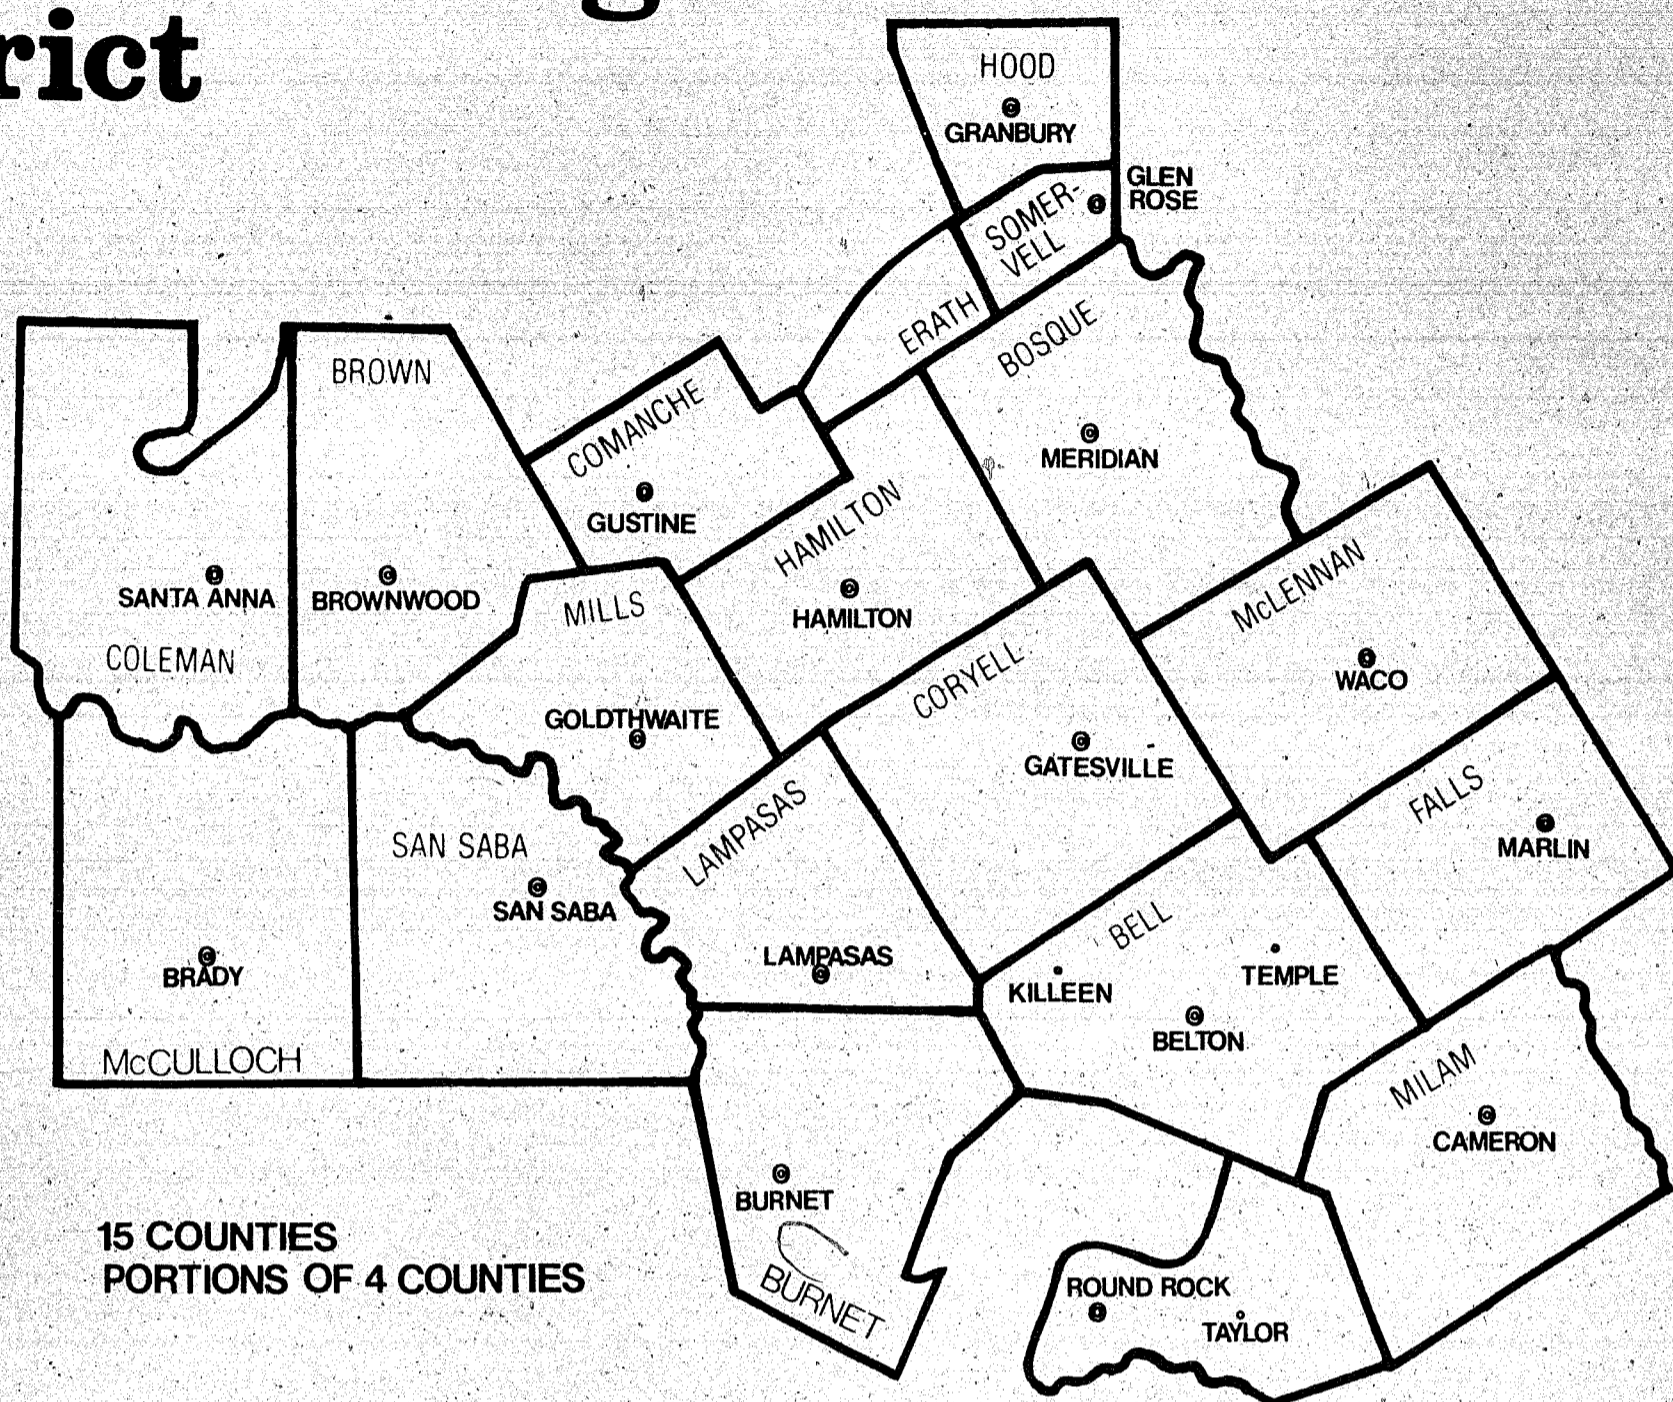 rict
HOOD
GRANBURY
GLEN
ROSE
SOMER-
VELL
ERATH
BOSQUE
MERIDIAN
BROWN
COMANCHE
GUSTINE
HAMILTON
HAMILTON
SANTA ANNA
BROWNWOOD
COLEMAN
MILLS
GOLDTHWAITE
McLENNAN
WACO
CORYELL
GATESVILLE
FALLS
MARLIN
LAMPASAS
LAMPASAS
SAN SABA
SAN SABA
BELL
KILLEEN
TEMPLE
BELTON
BRADY
McCULLOCH
MILAM
CAMERON
BURNET
BURNET
ROUND ROCK
TAYLOR
15 COUNTIES
PORTIONS OF 4 COUNTIES